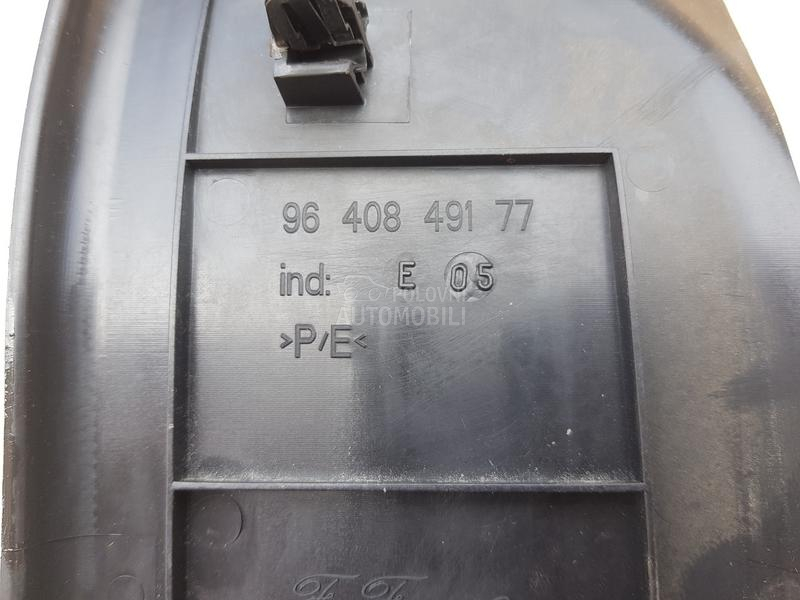 96 408 491 77
ind: E 05
POLOVNI
AUTOMOBILI
>P/E<